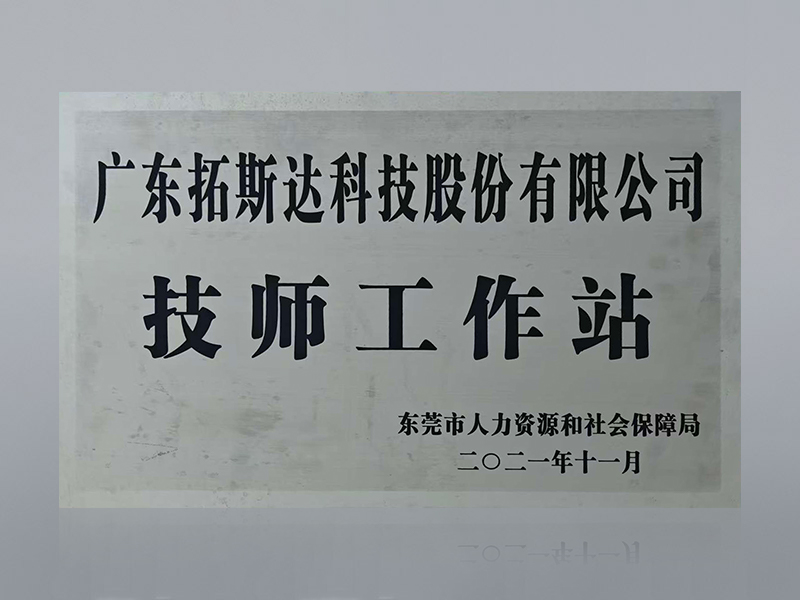 广东拓斯达科技股份有限公司
技师工作站
东莞市人力资源和社会保障局
二〇二一年十一月